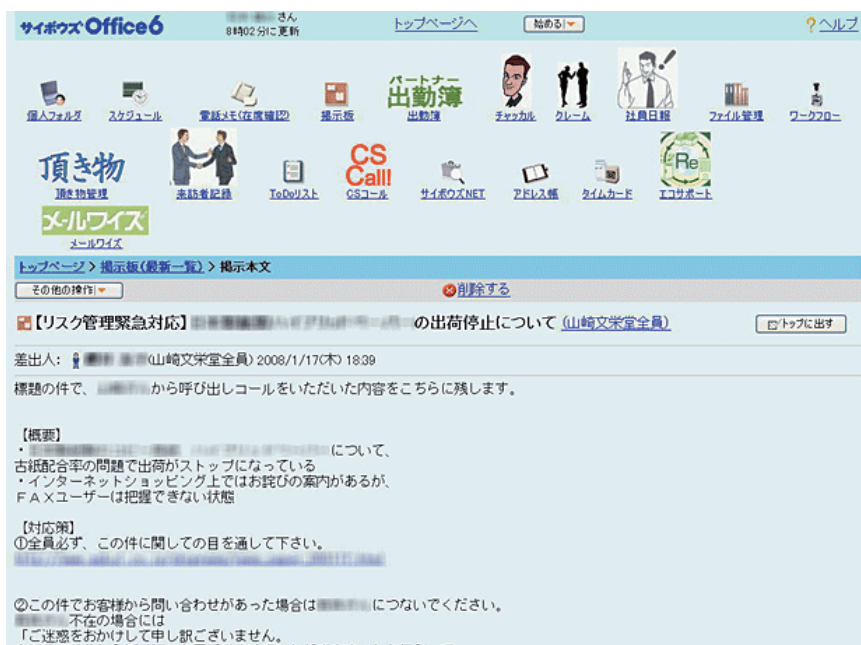 サイボウズ Office 6
さん
8時02分に更新
トップページへ
始める
? ヘルプ
パートナー
出勤簿
個人フォルダ
スケジュール
電話メモ(在席確認)
掲示板
出勤簿
チャッカル
クレーム
社員日報
ファイル管理
ワークフロー
頂き物
CS
Call!!
Re
頂き物管理
来訪者記録
ToDoリスト
CSコール
サイボウズNET
アドレス帳
タイムカード
エコサポート
メールワイズ
メールワイズ
トップページ > 掲示板(最新一覧) > 掲示本文
その他の操作
削除する
【リスク管理緊急対応】の出荷停止について (山崎文栄堂全員)
トップに出す
差出人: (山崎文栄堂全員) 2008/1/17(木) 18:39
標題の件で、から呼び出しコールをいただいた内容をこちらに残します。
【概要】
・について、
古紙配合率の問題で出荷がストップになっている
・インターネットショッピング上ではお詫びの案内があるが、
FAXユーザーは把握できない状態
【対応策】
①全員必ず、この件に関しての目を通して下さい。
②この件でお客様から問い合わせがあった場合はにつないでください。
不在の場合には
「ご迷惑をおかけして申し訳ございません。